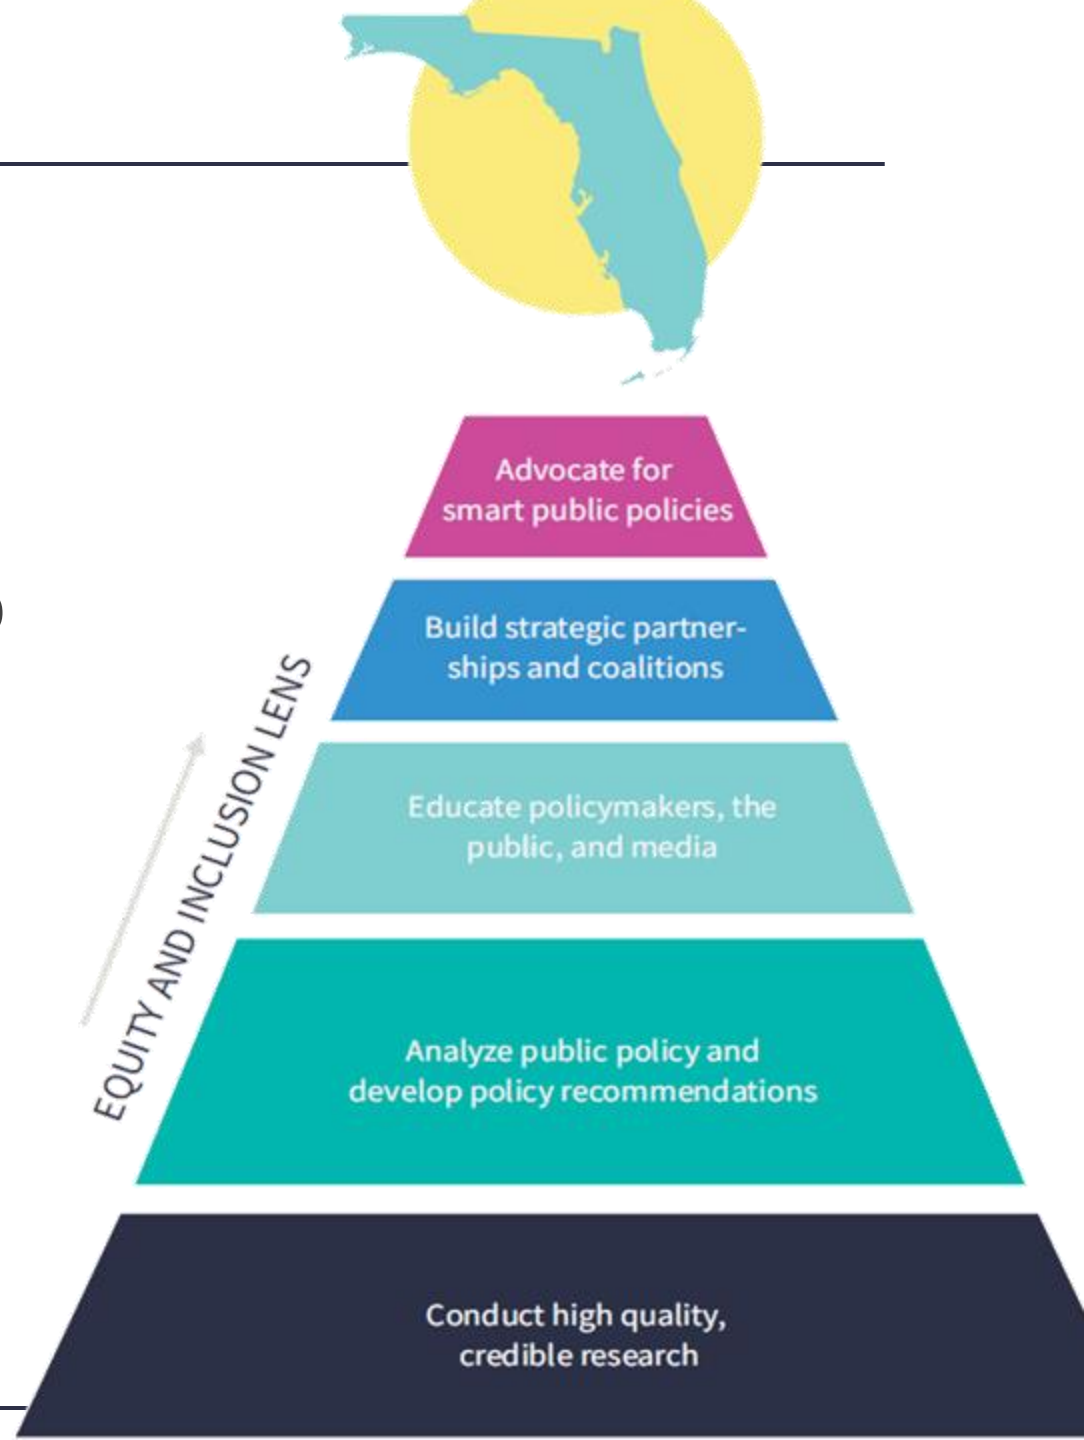 Advocate for
smart public policies
Build strategic partner-
ships and coalitions
EQUITY AND INCLUSION LENS
Educate policymakers, the
public, and media
Analyze public policy and
develop policy recommendations
Conduct high quality,
credible research